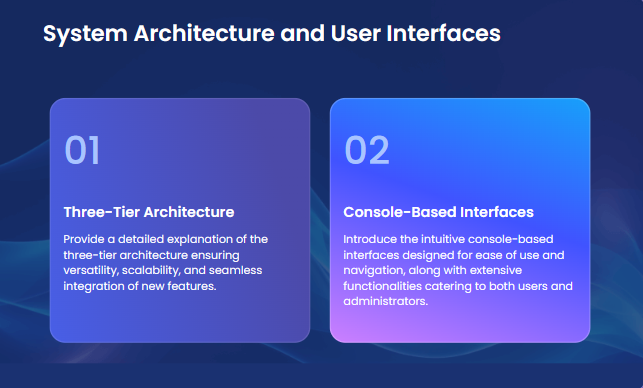 System Architecture and User Interfaces
01
Three-Tier Architecture
Provide a detailed explanation of the
three-tier architecture ensuring
versatility, scalability, and seamless
integration of new features.
02
Console-Based Interfaces
Introduce the intuitive console-based
interfaces designed for ease of use and
navigation, along with extensive
functionalities catering to both users and
administrators.